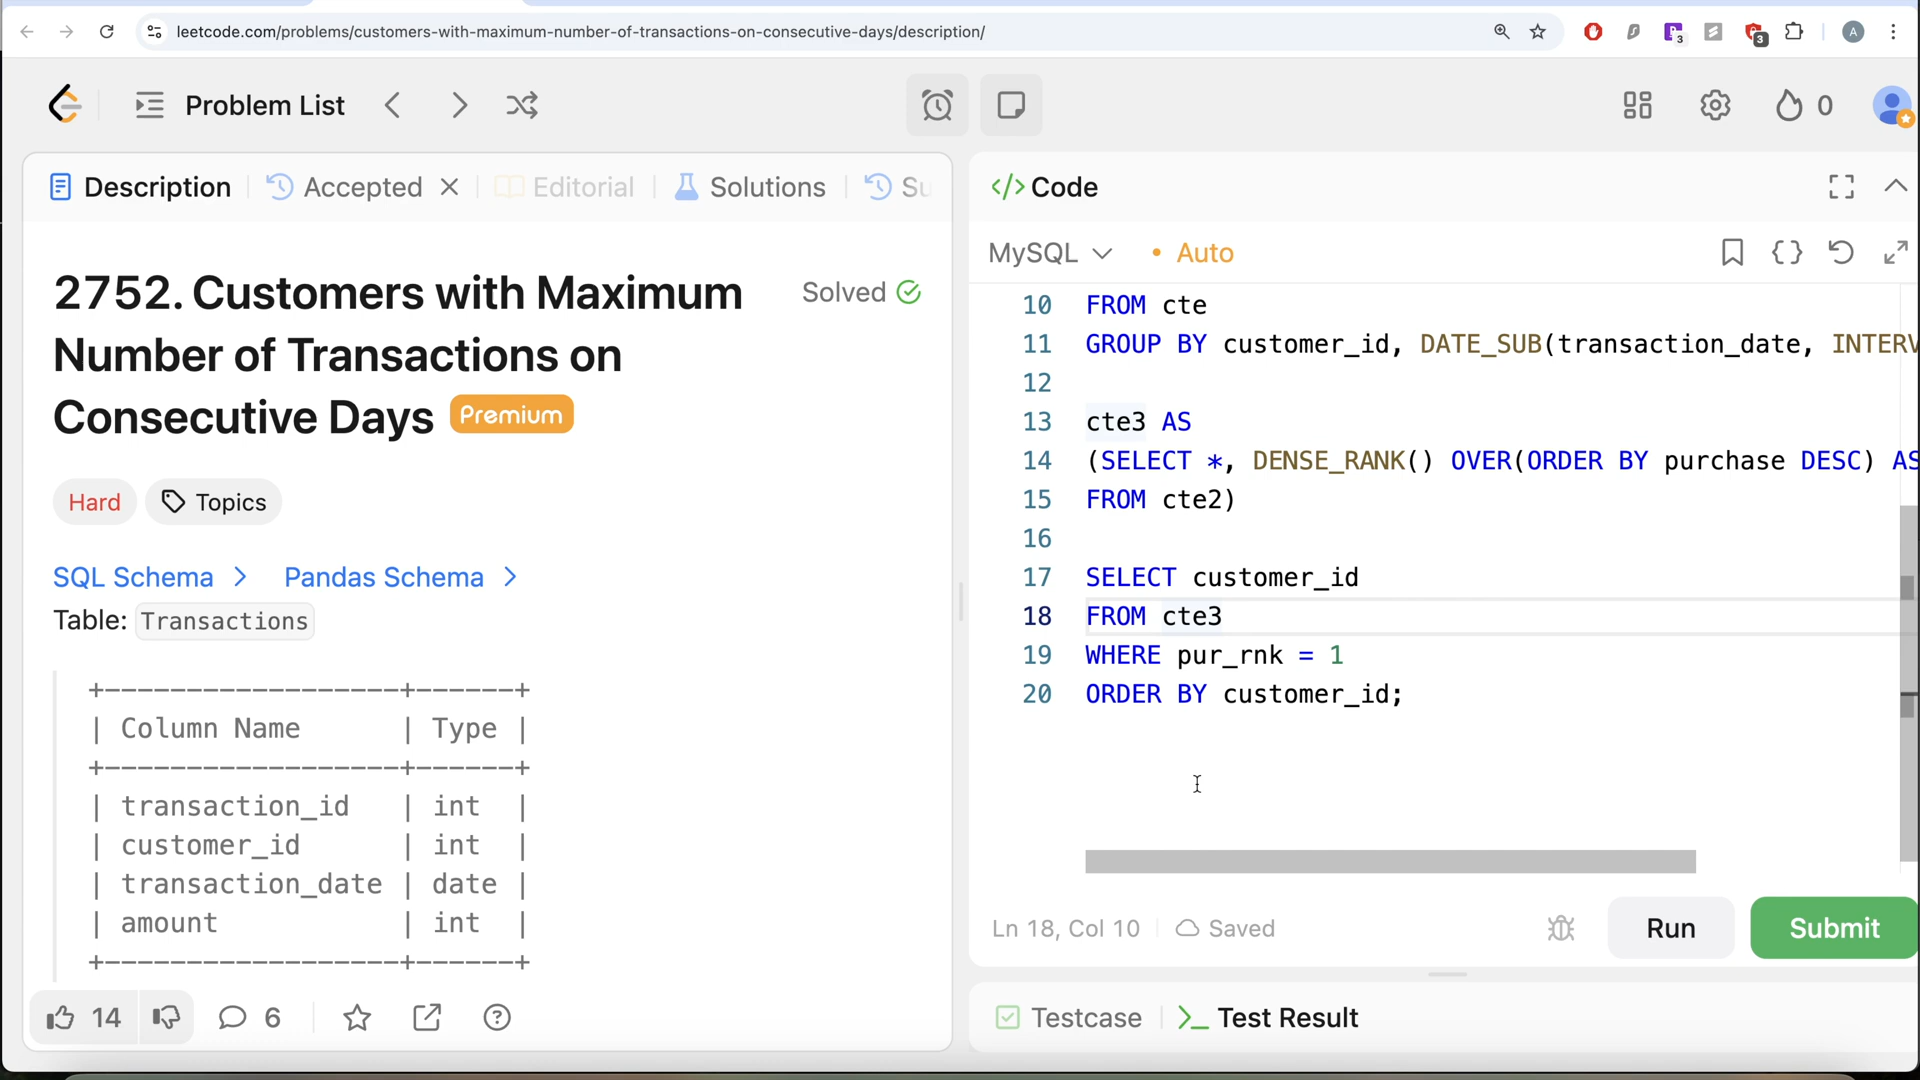 leetcode.com/problems/customers-with-maximum-number-of-transactions-on-consecutive-days/description/
3
3
A
Problem List
0
Description
Accepted
Editorial
Solutions
Su
Code
2752. Customers with Maximum
Number of Transactions on
Consecutive Days
Premium
Solved
Hard
Topics
SQL Schema >
Pandas Schema >
Table: Transactions
+------------------+------+
| Column Name | Type |
+------------------+------+
| transaction_id | int |
| customer_id | int |
| transaction_date | date |
| amount | int |
+------------------+------+
14
6
MySQL
• Auto
10 FROM cte
11 GROUP BY customer_id, DATE_SUB(transaction_date, INTERV
12
13 cte3 AS
14 (SELECT *, DENSE_RANK() OVER(ORDER BY purchase DESC) AS
15 FROM cte2)
16
17 SELECT customer_id
18 FROM cte3
19 WHERE pur_rnk = 1
20 ORDER BY customer_id;
Ln 18, Col 10
Saved
Run
Submit
Testcase
Test Result